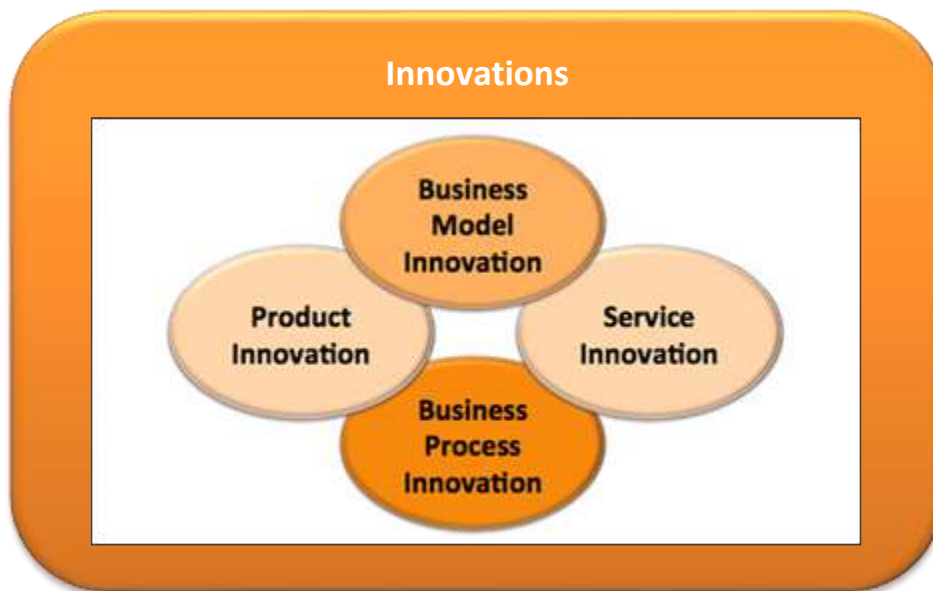 Innovations
Business
Model
Innovation
Product
Innovation
Service
Innovation
Business
Process
Innovation